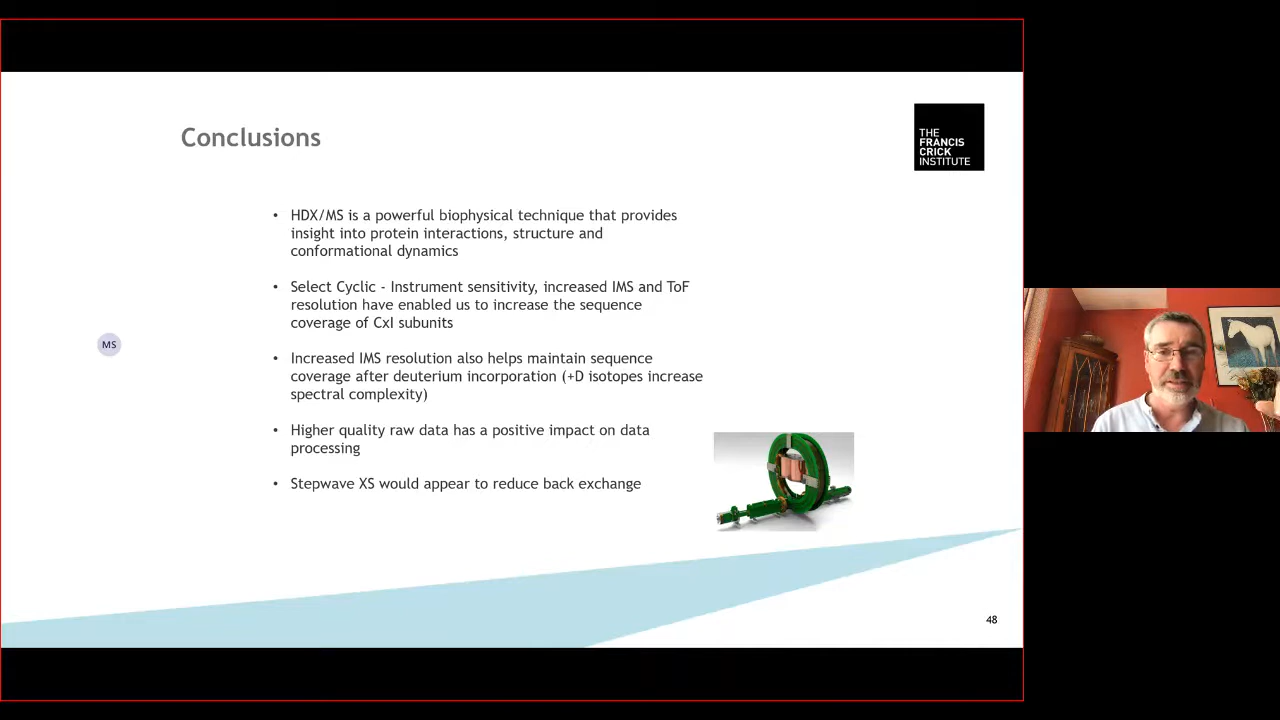 Conclusions
THE
FRANCIS
CRICK
INSTITUTE
• HDX/MS is a powerful biophysical technique that provides
insight into protein interactions, structure and
conformational dynamics
• Select Cyclic - Instrument sensitivity, increased IMS and ToF
resolution have enabled us to increase the sequence
coverage of CxI subunits
MS
• Increased IMS resolution also helps maintain sequence
coverage after deuterium incorporation (+D isotopes increase
spectral complexity)
• Higher quality raw data has a positive impact on data
processing
• Stepwave XS would appear to reduce back exchange
48